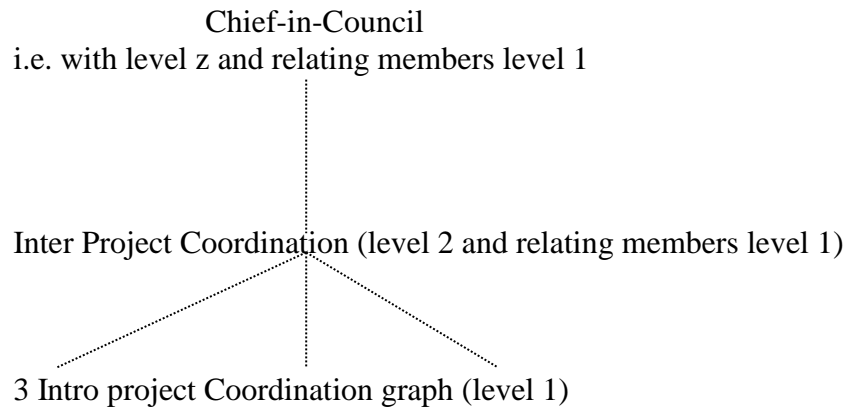 Chief-in-Council
i.e. with level z and relating members level 1
Inter Project Coordination (level 2 and relating members level 1)
3 Intro project Coordination graph (level 1)